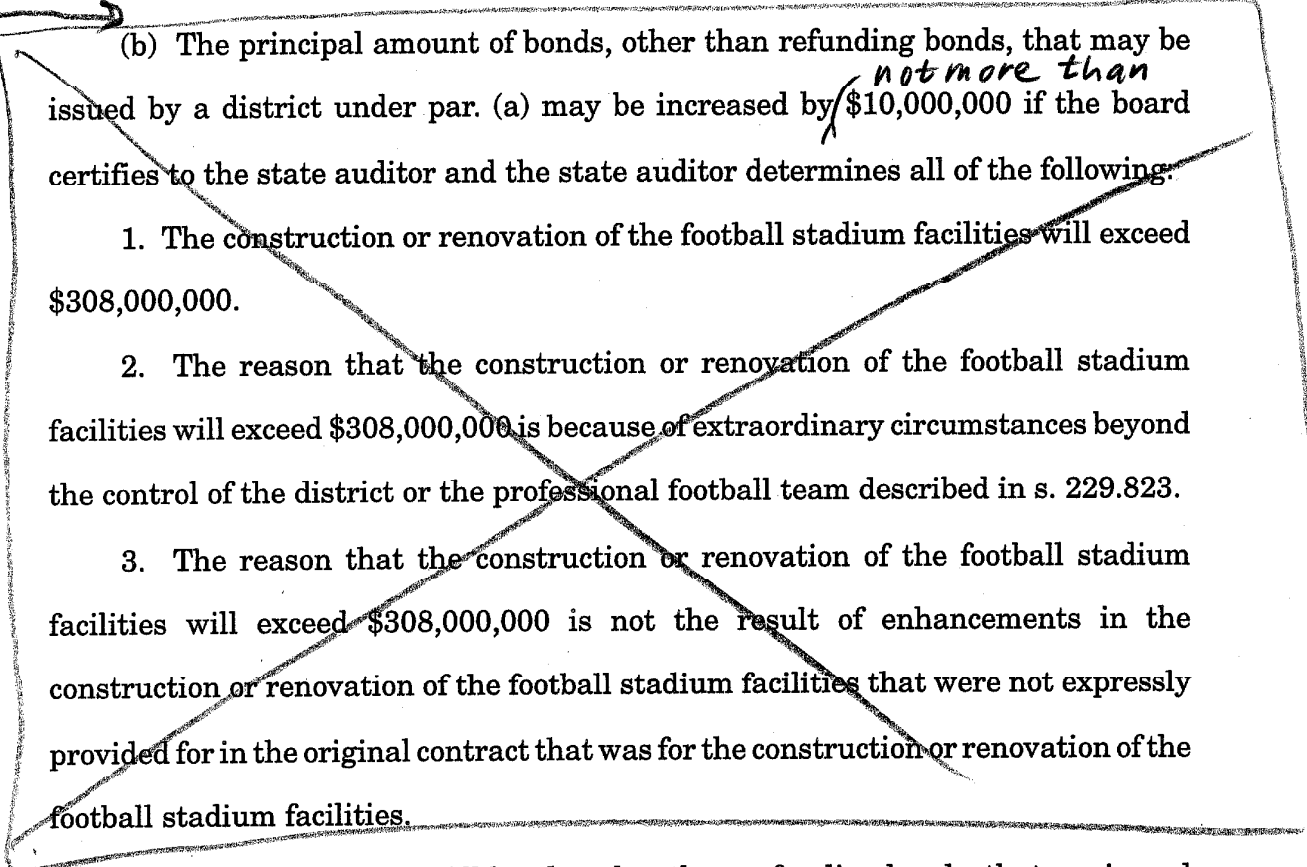 (b) The principal amount of bonds, other than refunding bonds, that may be
not more than
issued by a district under par. (a) may be increased by $10,000,000 if the board
certifies to the state auditor and the state auditor determines all of the following:
1. The construction or renovation of the football stadium facilities will exceed
$308,000,000.
2. The reason that the construction or renovation of the football stadium
facilities will exceed $308,000,000 is because of extraordinary circumstances beyond
the control of the district or the professional football team described in s. 229.823.
3. The reason that the construction or renovation of the football stadium
facilities will exceed $308,000,000 is not the result of enhancements in the
construction or renovation of the football stadium facilities that were not expressly
provided for in the original contract that was for the construction or renovation of the
football stadium facilities.